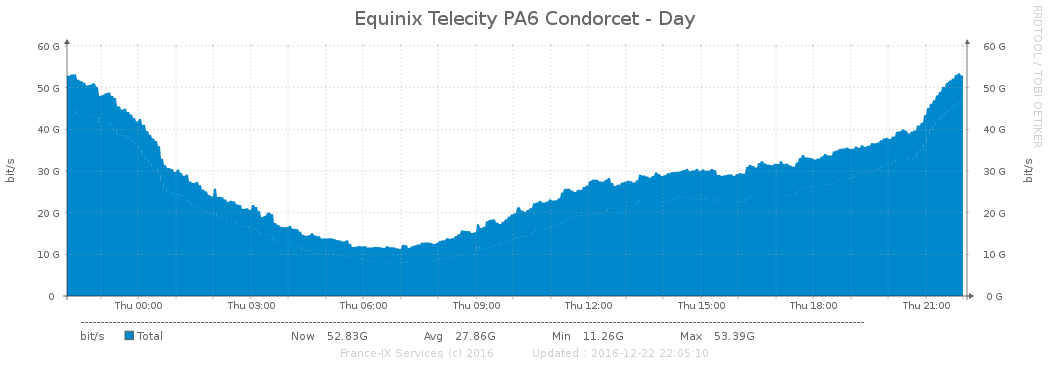 Equinix Telecity PA6 Condorcet - Day
RRDTOOL / TOBI OETIKER
60 G 60 G
50 G 50 G
40 G 40 G
30 G 30 G
20 G 20 G
10 G 10 G
0 0 G
bit/s bit/s
Thu 00:00 Thu 03:00 Thu 06:00 Thu 09:00 Thu 12:00 Thu 15:00 Thu 18:00 Thu 21:00
bit/s Total Now 52.83G Avg 27.86G Min 11.26G Max 53.39G
France-IX Services (c) 2016 Updated : 2016-12-22 22:05:10